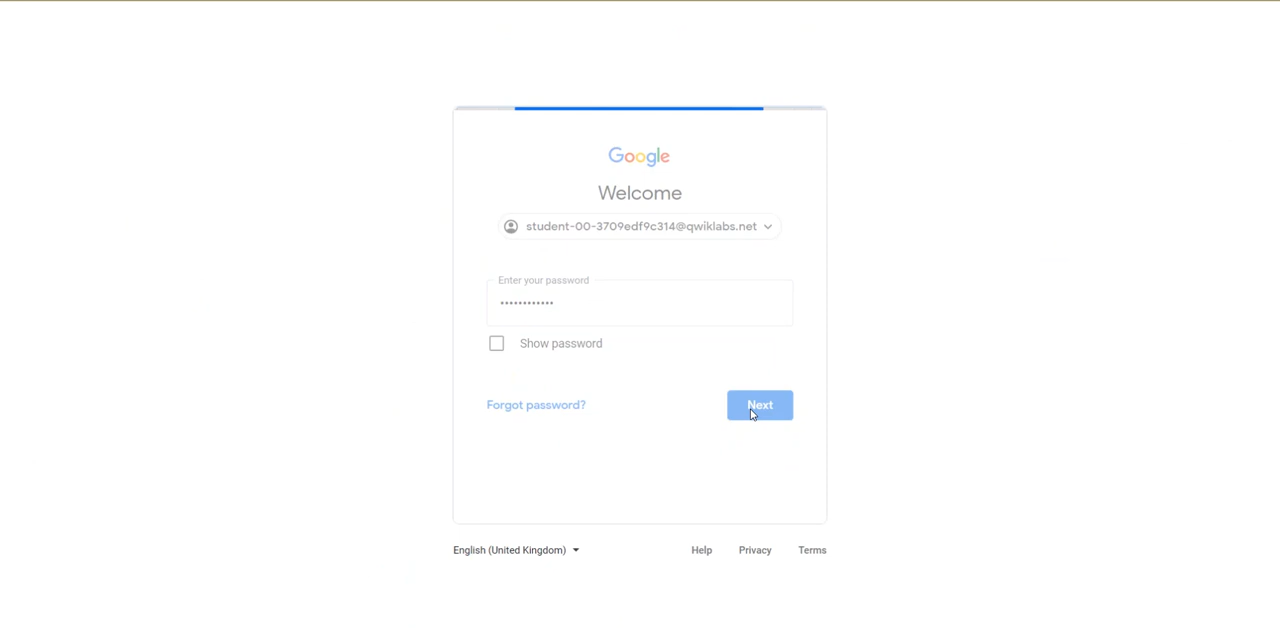 Google
Welcome
student-00-3709edf9c314@qwiklabs.net
Enter your password
••••••••••••
Show password
Forgot password?
Next
English (United Kingdom)
Help
Privacy
Terms